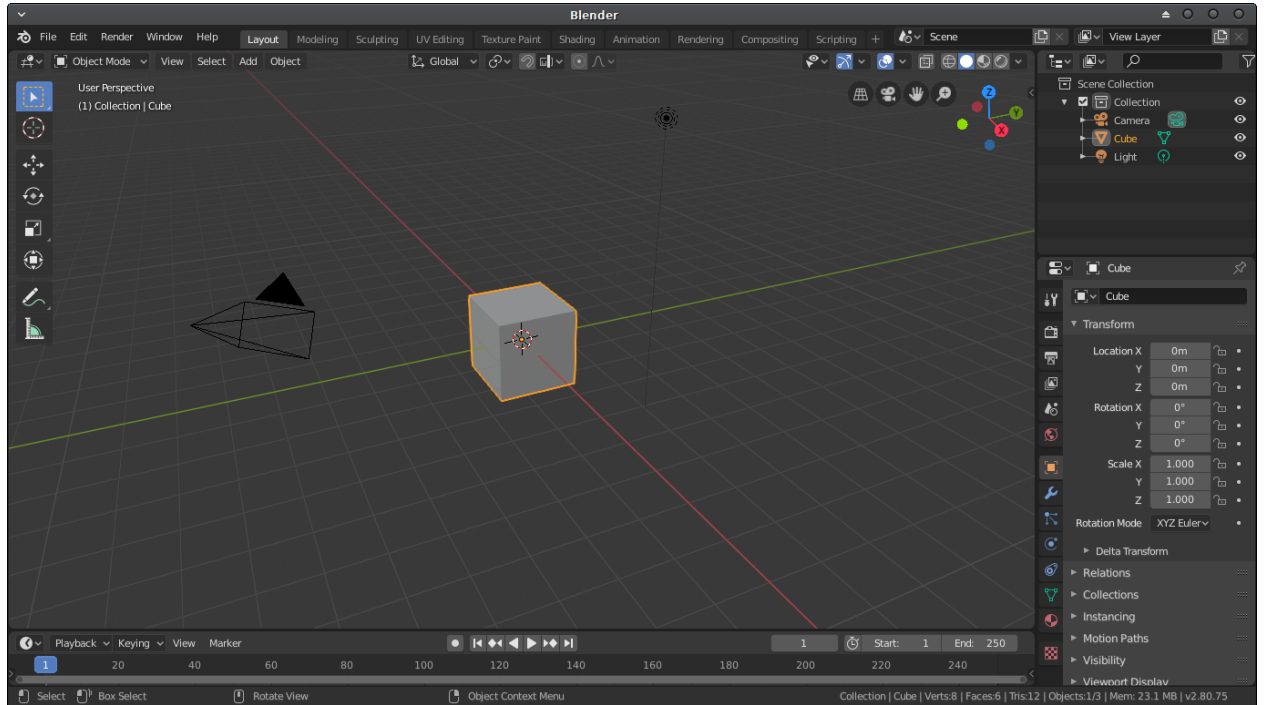 Blender
File Edit Render Window Help Layout Modeling Sculpting UV Editing Texture Paint Shading Animation Rendering Compositing Scripting + Scene View Layer
Object Mode View Select Add Object Global
User Perspective
(1) Collection | Cube
Z
Y
X
Scene Collection
Collection
Camera
Cube
Light
Cube
Cube
Transform
Location X 0m
Y 0m
Z 0m
Rotation X 0°
Y 0°
Z 0°
Scale X 1.000
Y 1.000
Z 1.000
Rotation Mode XYZ Euler
Delta Transform
Relations
Collections
Instancing
Motion Paths
Visibility
Viewport Display
Playback Keying View Marker 1 Start: 1 End: 250
1 20 40 60 80 100 120 140 160 180 200 220 240
Select Box Select Rotate View Object Context Menu Collection | Cube | Verts:8 | Faces:6 | Tris:12 | Objects:1/3 | Mem: 23.1 MB | v2.80.75